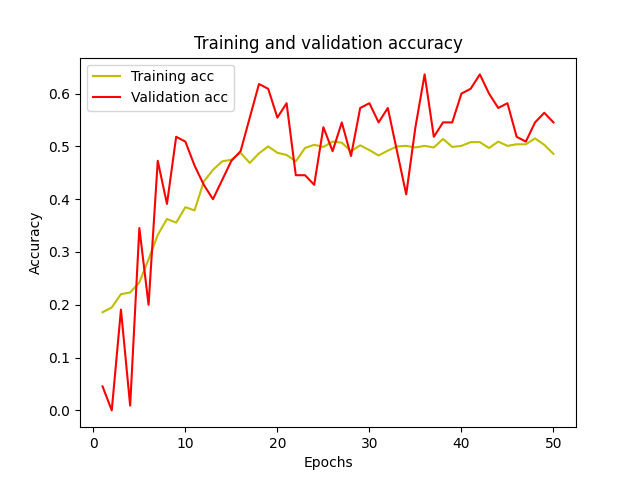 Training and validation accuracy
Training acc
Validation acc
0.6
0.5
0.4
0.3
0.2
0.1
0.0
Accuracy
0 10 20 30 40 50
Epochs